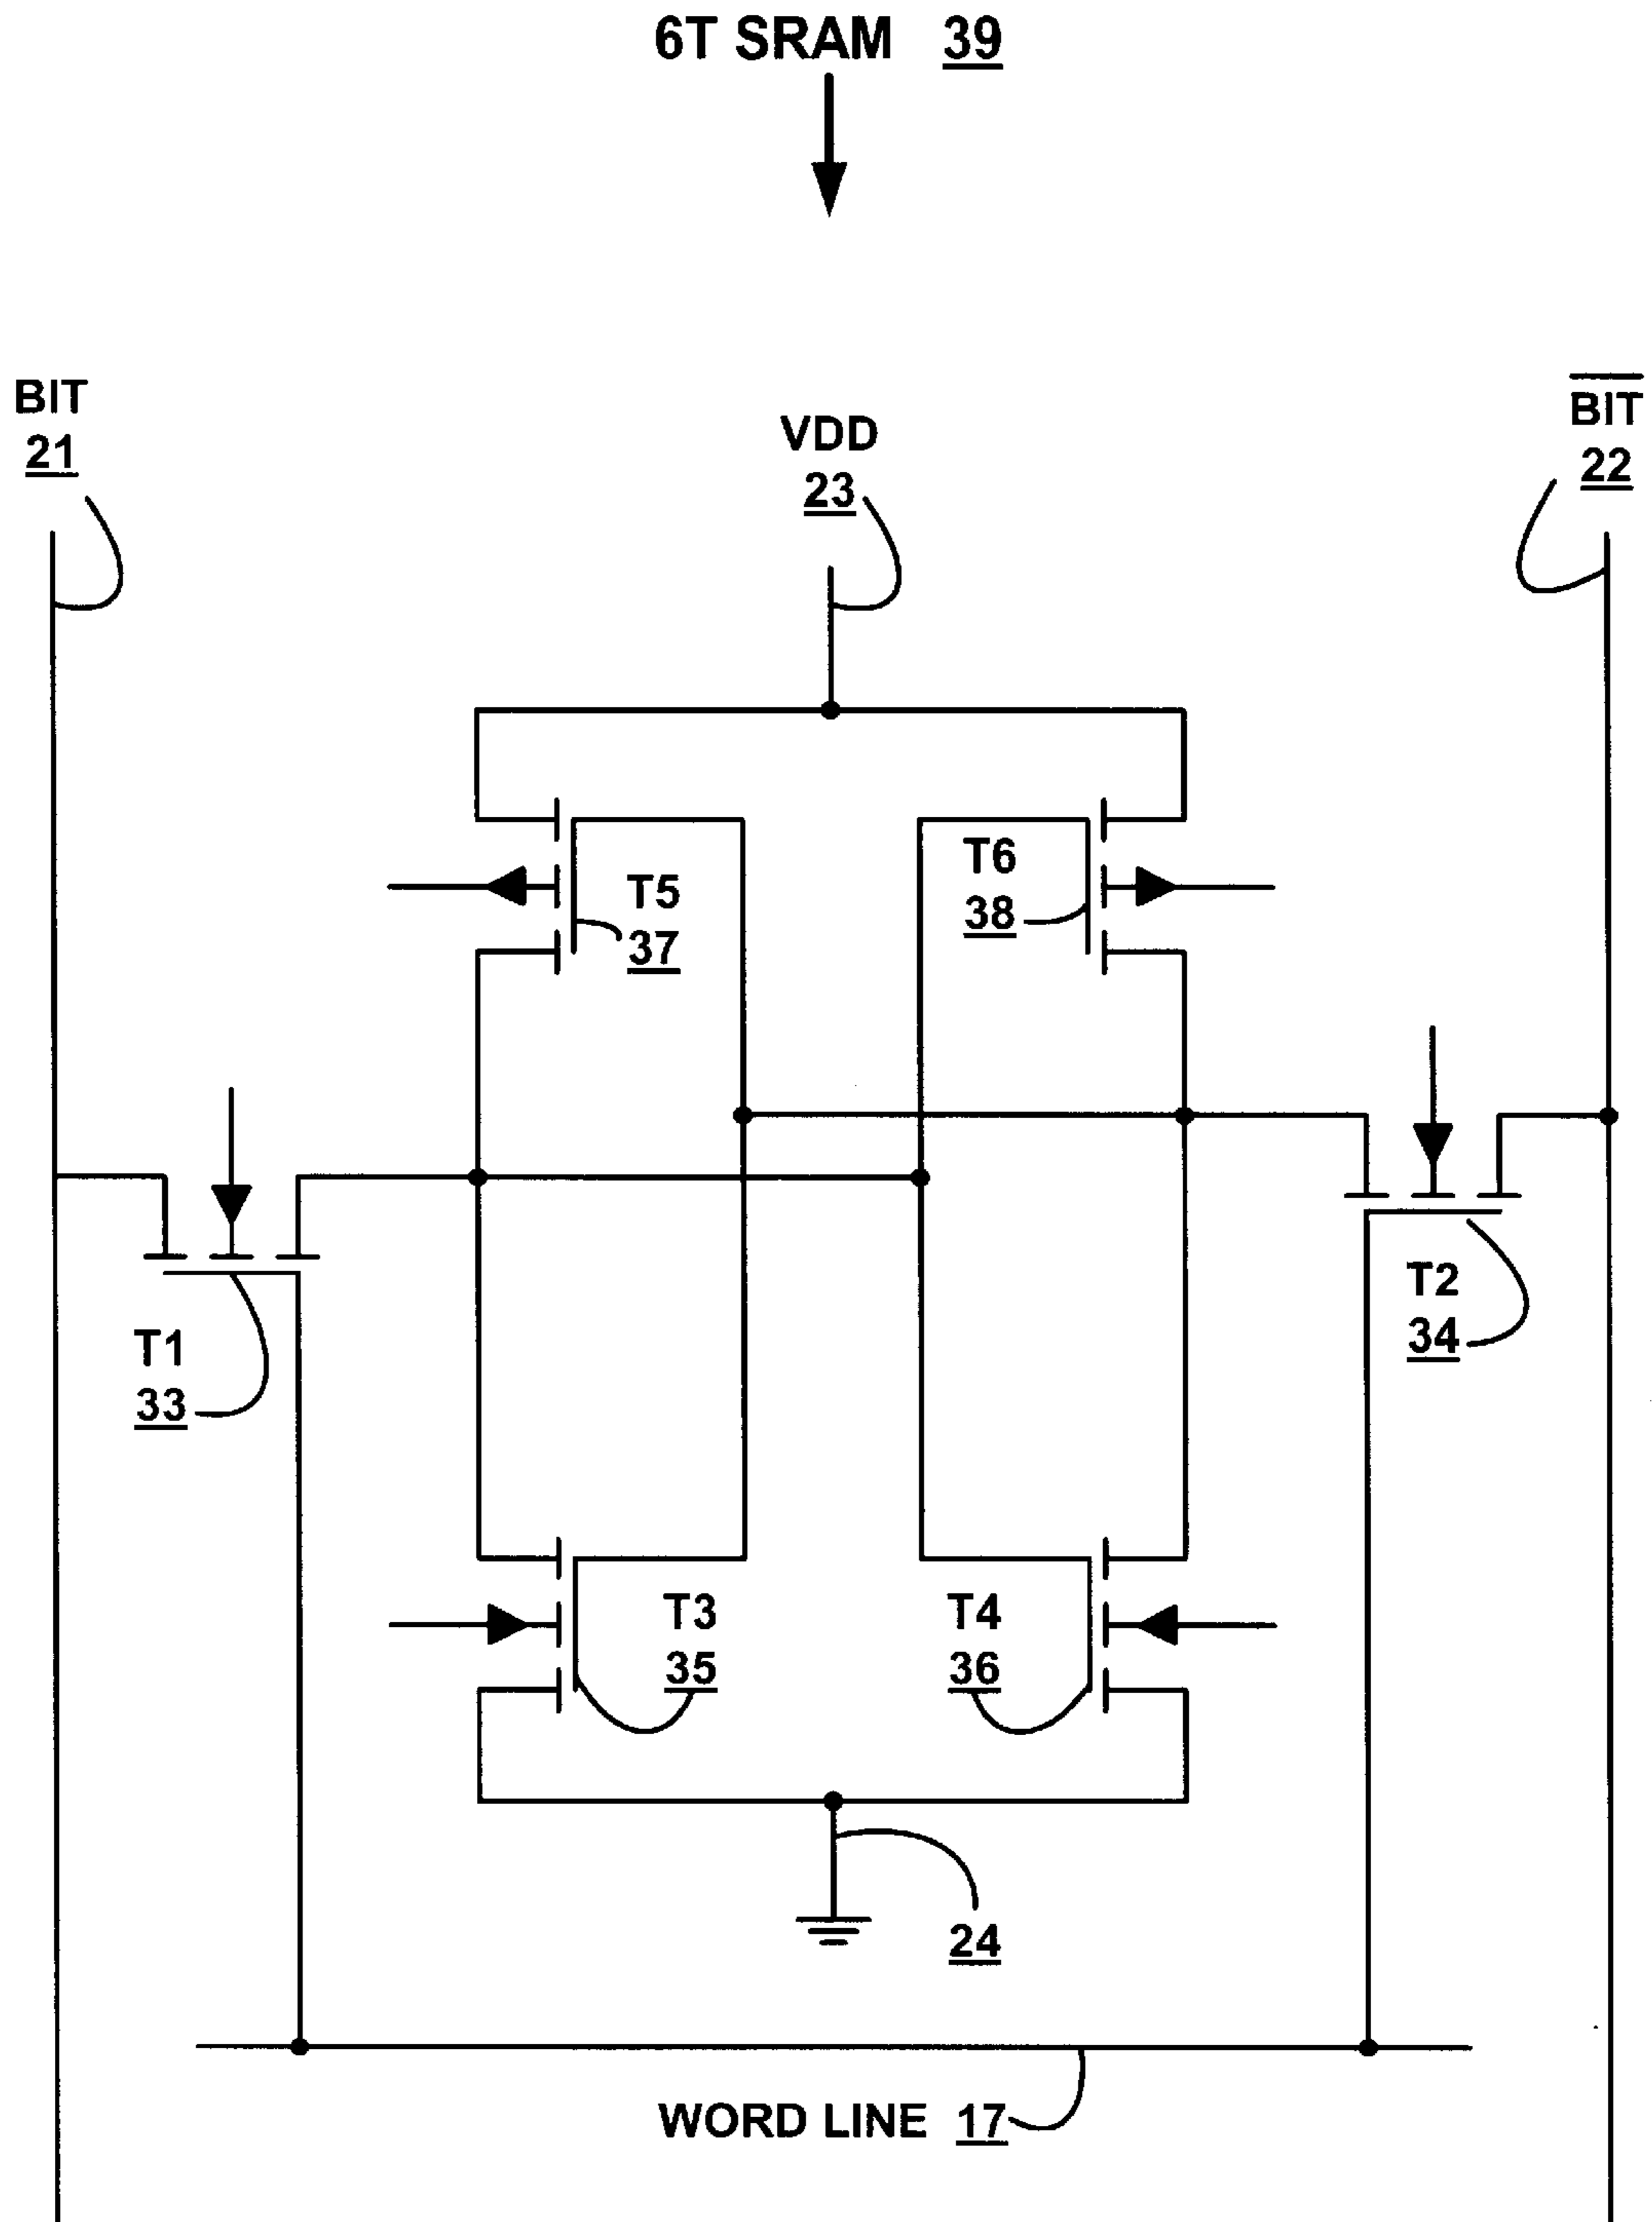 6T SRAM 39
BIT
21
VDD
23
BIT
22
T5
37
T6
38
T1
33
T2
34
T3
35
T4
36
24
WORD LINE 17